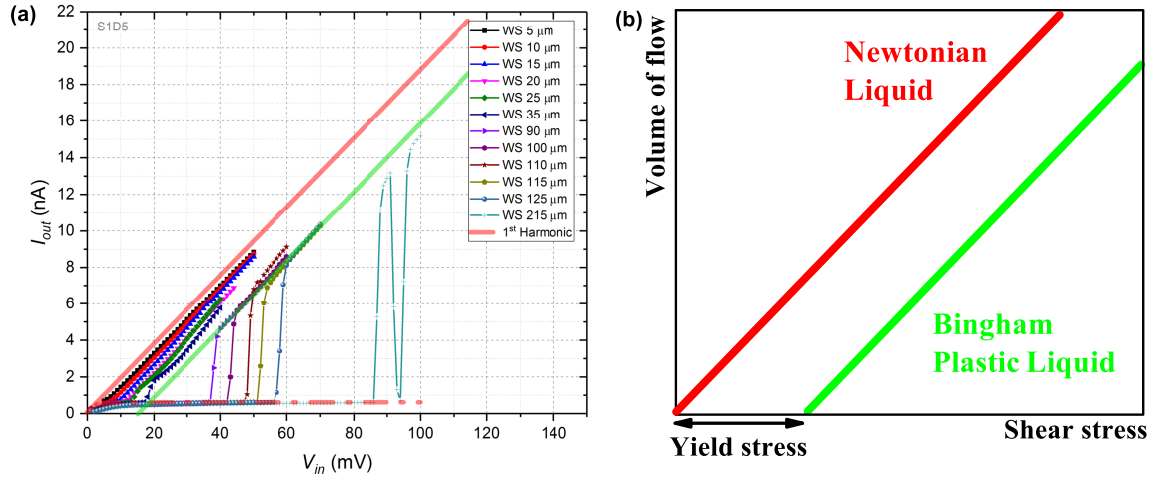 (a)
S1D5
22
20
18
16
14
12
10
8
6
4
2
0
I_out (nA)
0 20 40 60 80 100 120 140
V_in (mV)
WS 5 μm
WS 10 μm
WS 15 μm
WS 20 μm
WS 25 μm
WS 35 μm
WS 90 μm
WS 100 μm
WS 110 μm
WS 115 μm
WS 125 μm
WS 215 μm
1st Harmonic
(b)
Volume of flow
Newtonian
Liquid
Bingham
Plastic Liquid
Yield stress
Shear stress